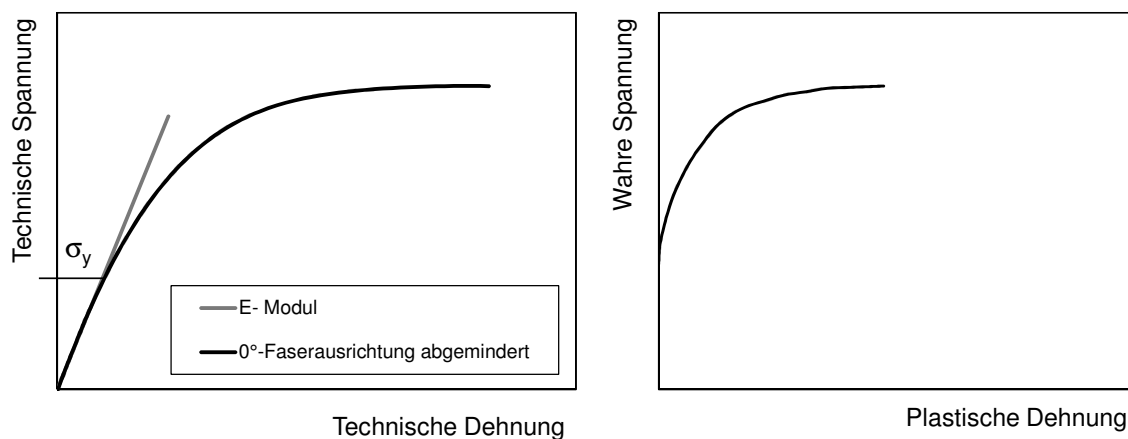 Technische Spannung
σy
E- Modul
0°-Faserausrichtung abgemindert
Technische Dehnung
Wahre Spannung
Plastische Dehnung